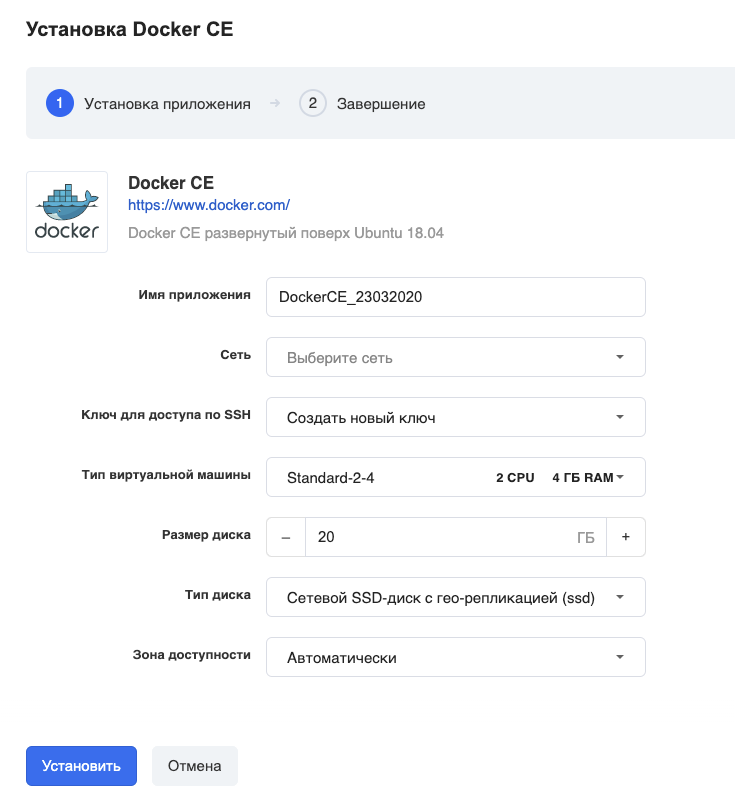 Установка Docker CE
1 Установка приложения → 2 Завершение
docker
Docker CE
https://www.docker.com/
Docker CE развернутый поверх Ubuntu 18.04
Имя приложения DockerCE_23032020
Сеть Выберите сеть
Ключ для доступа по SSH Создать новый ключ
Тип виртуальной машины Standard-2-4 2 CPU 4 ГБ RAM
Размер диска – 20 ГБ +
Тип диска Сетевой SSD-диск с гео-репликацией (ssd)
Зона доступности Автоматически
Установить Отмена